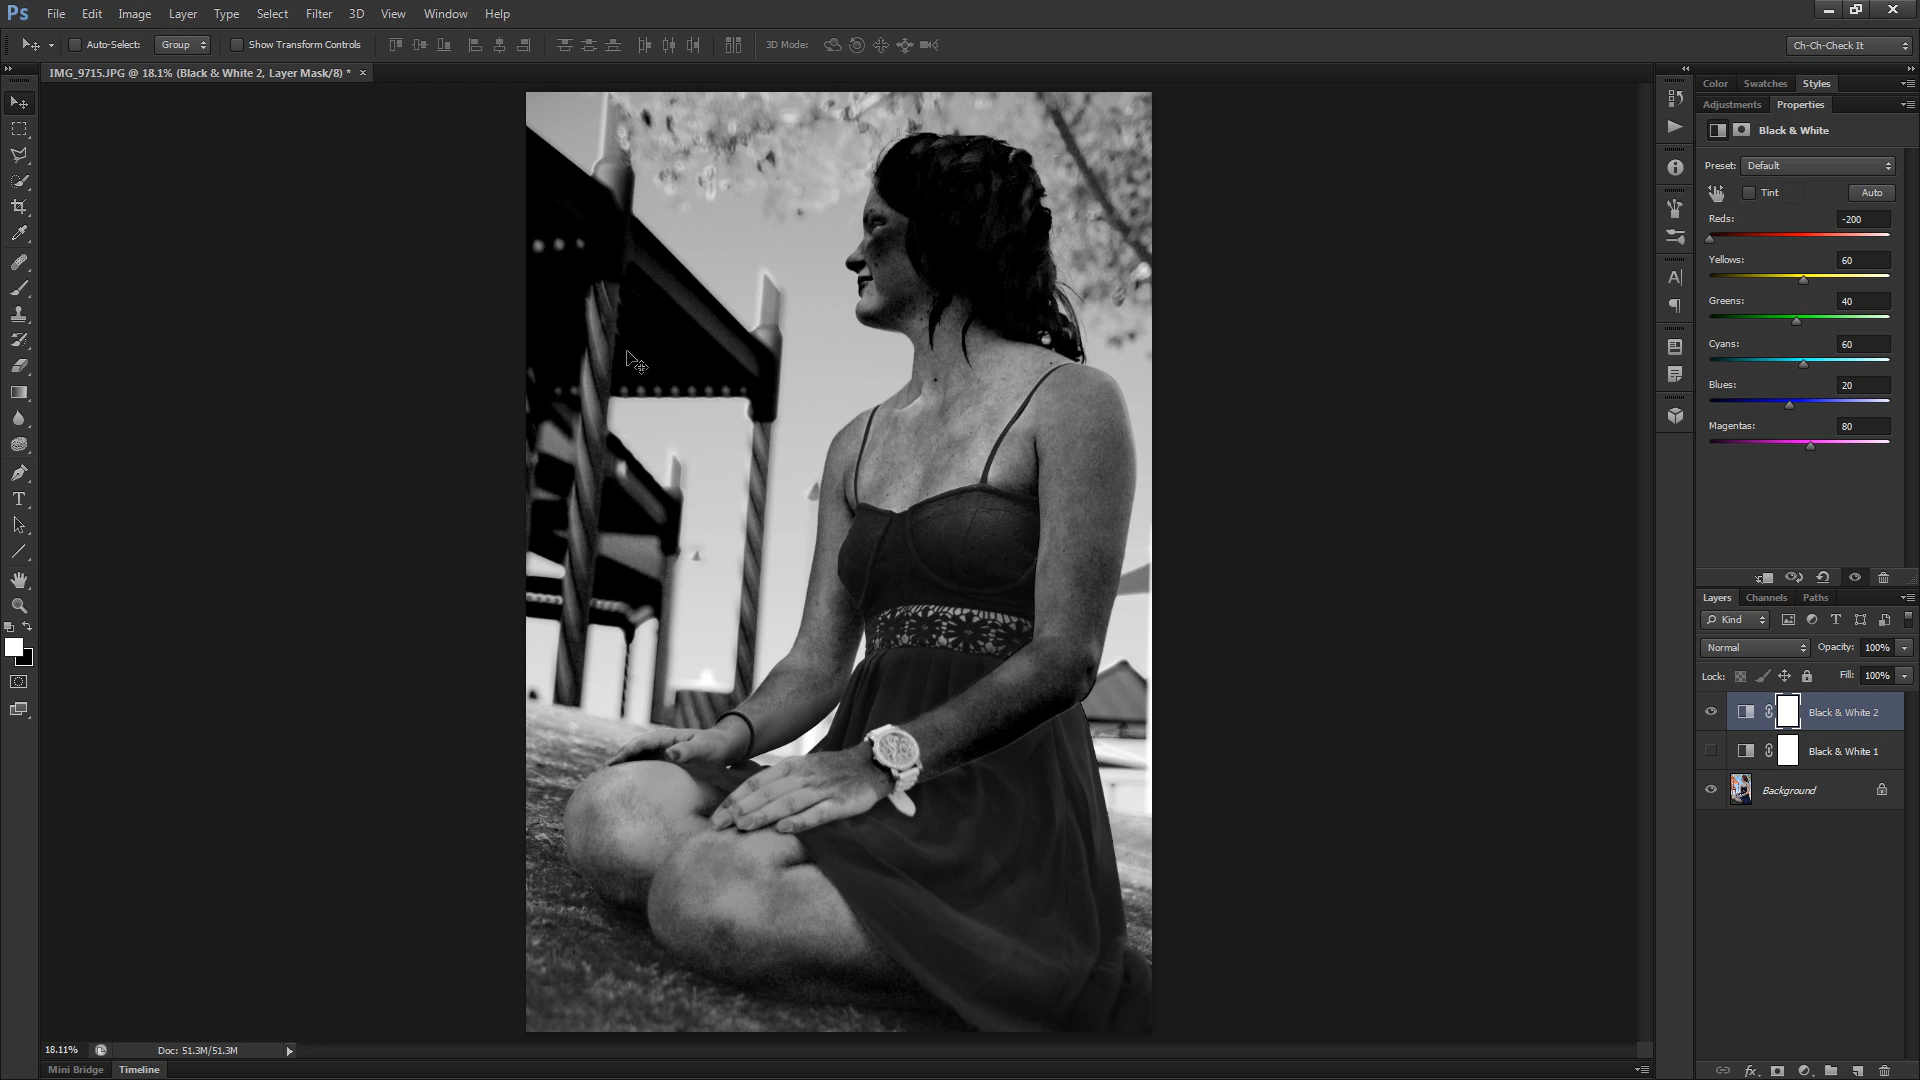 Ps File Edit Image Layer Type Select Filter 3D View Window Help
Auto-Select: Group Show Transform Controls 3D Mode: Ch-Ch-Check It
IMG_9715.JPG @ 18.1% (Black & White 2, Layer Mask/8) * ×
Color Swatches Styles
Adjustments Properties
Black & White
Preset: Default
Tint Auto
Reds: -200
Yellows: 60
Greens: 40
Cyans: 60
Blues: 20
Magentas: 80
Layers Channels Paths
Kind
Normal Opacity: 100%
Lock: Fill: 100%
Black & White 2
Black & White 1
Background
18.11% Doc: 51.3M/51.3M
Mini Bridge Timeline